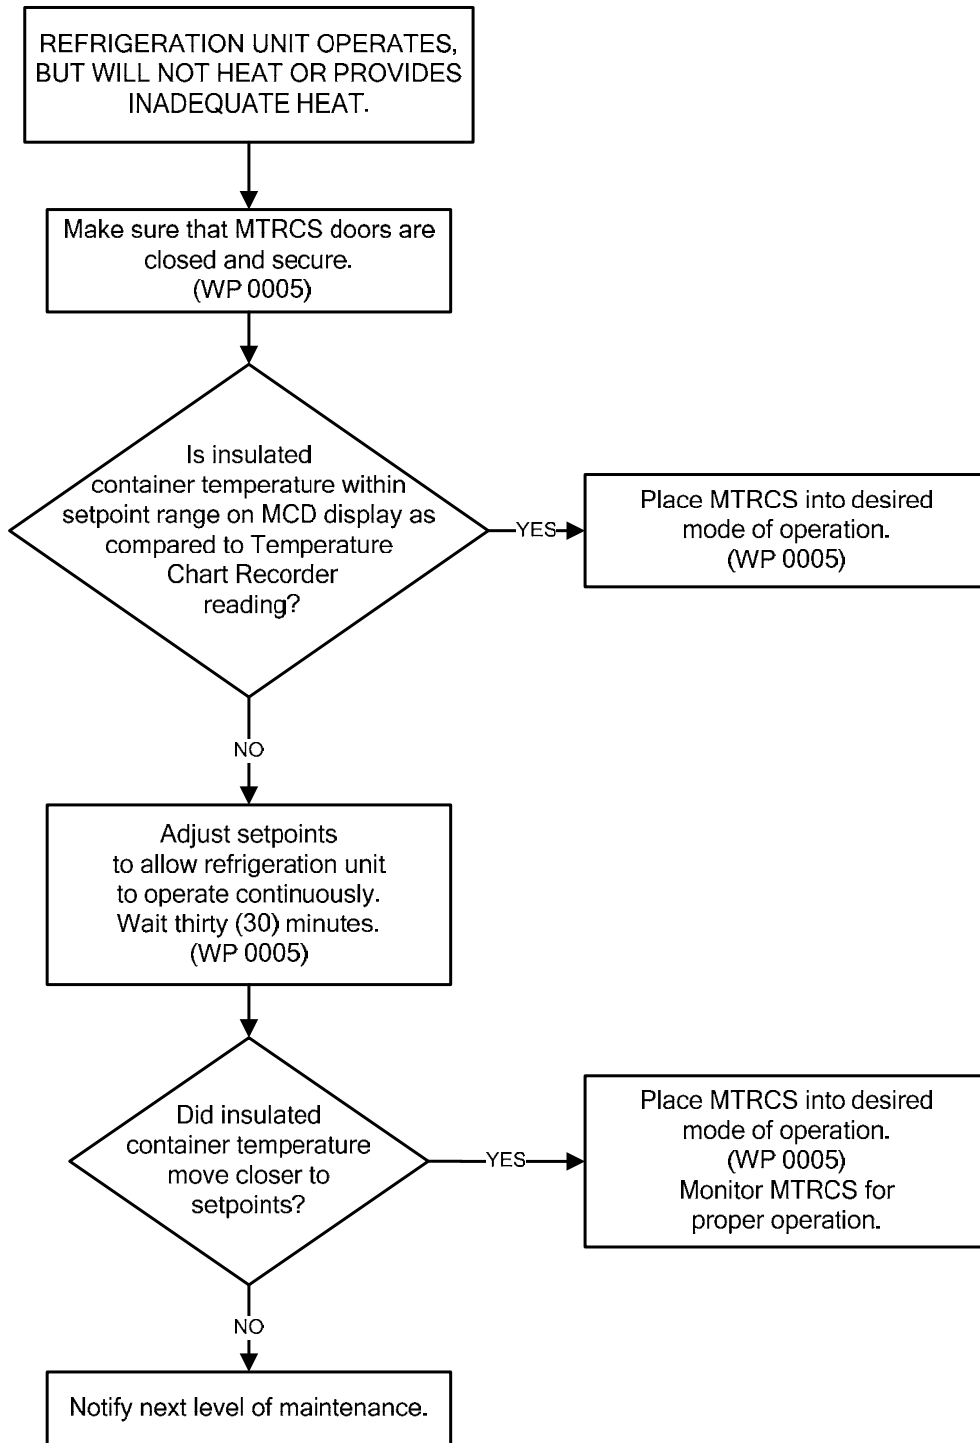 REFRIGERATION UNIT OPERATES,
BUT WILL NOT HEAT OR PROVIDES
INADEQUATE HEAT.
Make sure that MTRCS doors are
closed and secure.
(WP 0005)
Is insulated
container temperature within
setpoint range on MCD display as
compared to Temperature
Chart Recorder
reading?
YES
Place MTRCS into desired
mode of operation.
(WP 0005)
NO
Adjust setpoints
to allow refrigeration unit
to operate continuously.
Wait thirty (30) minutes.
(WP 0005)
Did insulated
container temperature
move closer to
setpoints?
YES
Place MTRCS into desired
mode of operation.
(WP 0005)
Monitor MTRCS for
proper operation.
NO
Notify next level of maintenance.